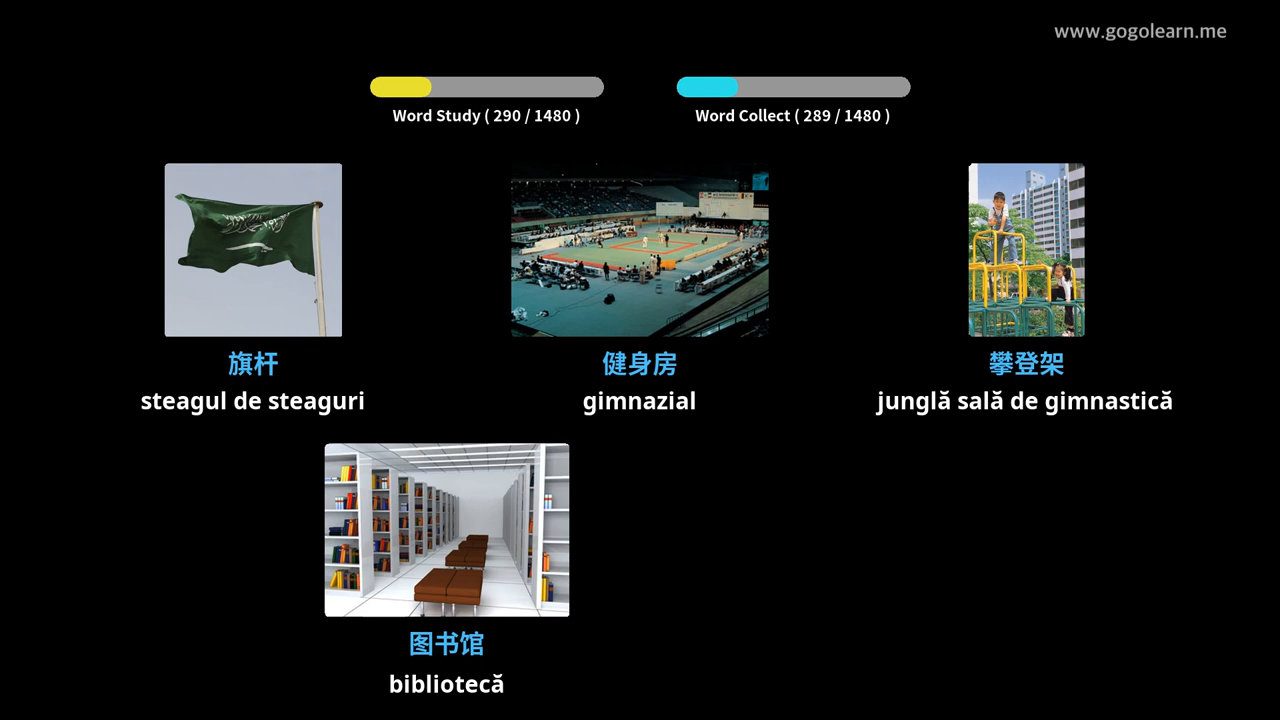 www.gogolearn.me
Word Study ( 290 / 1480 )
Word Collect ( 289 / 1480 )
旗杆
健身房
攀登架
steagul de steaguri
gimnazial
junglă sală de gimnastică
图书馆
bibliotecă